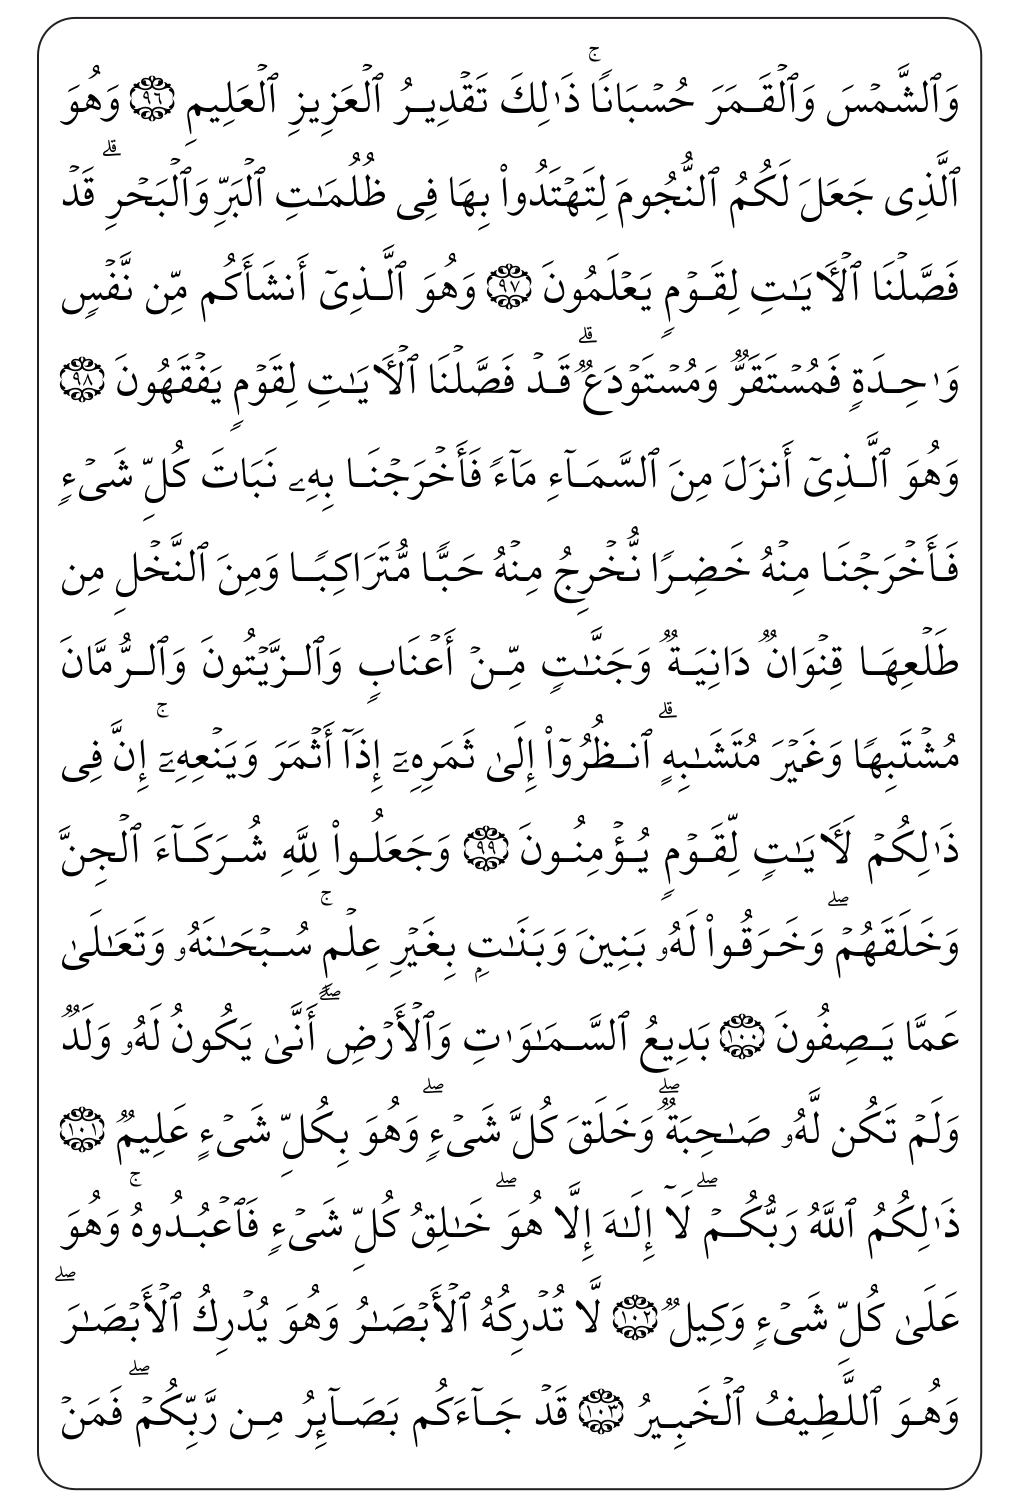 وَٱلشَّمۡسَ وَٱلۡقَمَرَ حُسۡبَانٗاۚ ذَٰلِكَ تَقۡدِيرُ ٱلۡعَزِيزِ ٱلۡعَلِيمِ ٩٦ وَهُوَ
ٱلَّذِي جَعَلَ لَكُمُ ٱلنُّجُومَ لِتَهۡتَدُواْ بِهَا فِي ظُلُمَٰتِ ٱلۡبَرِّ وَٱلۡبَحۡرِۗ قَدۡ
فَصَّلۡنَا ٱلۡأٓيَٰتِ لِقَوۡمٖ يَعۡلَمُونَ ٩٧ وَهُوَ ٱلَّذِيٓ أَنشَأَكُم مِّن نَّفۡسٖ
وَٰحِدَةٖ فَمُسۡتَقَرّٞ وَمُسۡتَوۡدَعٞۗ قَدۡ فَصَّلۡنَا ٱلۡأٓيَٰتِ لِقَوۡمٖ يَفۡقَهُونَ ٩٨
وَهُوَ ٱلَّذِيٓ أَنزَلَ مِنَ ٱلسَّمَآءِ مَآءٗ فَأَخۡرَجۡنَا بِهِۦ نَبَاتَ كُلِّ شَيۡءٖ
فَأَخۡرَجۡنَا مِنۡهُ خَضِرٗا نُّخۡرِجُ مِنۡهُ حَبّٗا مُّتَرَاكِبٗا وَمِنَ ٱلنَّخۡلِ مِن
طَلۡعِهَا قِنۡوَانٞ دَانِيَةٞ وَجَنَّٰتٖ مِّنۡ أَعۡنَابٖ وَٱلزَّيۡتُونَ وَٱلرُّمَّانَ
مُشۡتَبِهٗا وَغَيۡرَ مُتَشَٰبِهٍۗ ٱنظُرُوٓاْ إِلَىٰ ثَمَرِهِۦٓ إِذَآ أَثۡمَرَ وَيَنۡعِهِۦٓۚ إِنَّ فِي
ذَٰلِكُمۡ لَأٓيَٰتٖ لِّقَوۡمٖ يُؤۡمِنُونَ ٩٩ وَجَعَلُواْ لِلَّهِ شُرَكَآءَ ٱلۡجِنَّ
وَخَلَقَهُمۡۖ وَخَرَقُواْ لَهُۥ بَنِينَ وَبَنَٰتِۭ بِغَيۡرِ عِلۡمٖۚ سُبۡحَٰنَهُۥ وَتَعَٰلَىٰ
عَمَّا يَصِفُونَ ١٠٠ بَدِيعُ ٱلسَّمَٰوَٰتِ وَٱلۡأَرۡضِۖ أَنَّىٰ يَكُونُ لَهُۥ وَلَدٞ
وَلَمۡ تَكُن لَّهُۥ صَٰحِبَةٞۖ وَخَلَقَ كُلَّ شَيۡءٖۖ وَهُوَ بِكُلِّ شَيۡءٍ عَلِيمٞ ١٠١
ذَٰلِكُمُ ٱللَّهُ رَبُّكُمۡۖ لَآ إِلَٰهَ إِلَّا هُوَۖ خَٰلِقُ كُلِّ شَيۡءٖ فَٱعۡبُدُوهُۚ وَهُوَ
عَلَىٰ كُلِّ شَيۡءٖ وَكِيلٞ ١٠٢ لَّا تُدۡرِكُهُ ٱلۡأَبۡصَٰرُ وَهُوَ يُدۡرِكُ ٱلۡأَبۡصَٰرَۖ
وَهُوَ ٱللَّطِيفُ ٱلۡخَبِيرُ ١٠٣ قَدۡ جَآءَكُم بَصَآئِرُ مِن رَّبِّكُمۡۖ فَمَنۡ